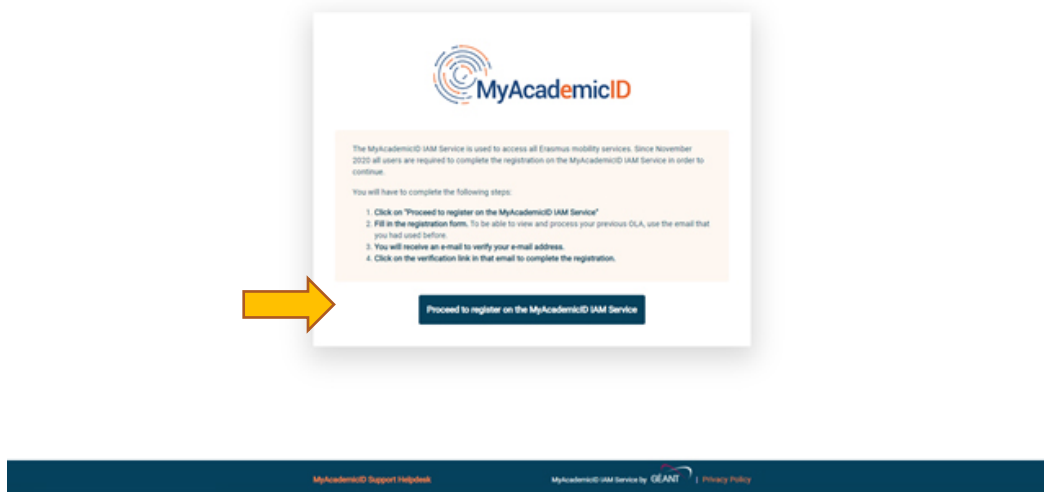 MyAcademicID
The MyAcademicID IAM Service is used to access all Erasmus mobility services. Since November
2020 all users are required to complete the registration on the MyAcademicID IAM Service in order to
continue.
You will have to complete the following steps:
1. Click on "Proceed to register on the MyAcademicID IAM Service"
2. Fill in the registration form. To be able to view and process your previous OLA, use the email that
you had used before.
3. You will receive an e-mail to verify your e-mail address.
4. Click on the verification link in that email to complete the registration.
Proceed to register on the MyAcademicID IAM Service
MyAcademicID Support Helpdesk
MyAcademicID IAM Service by GÉANT | Privacy Policy